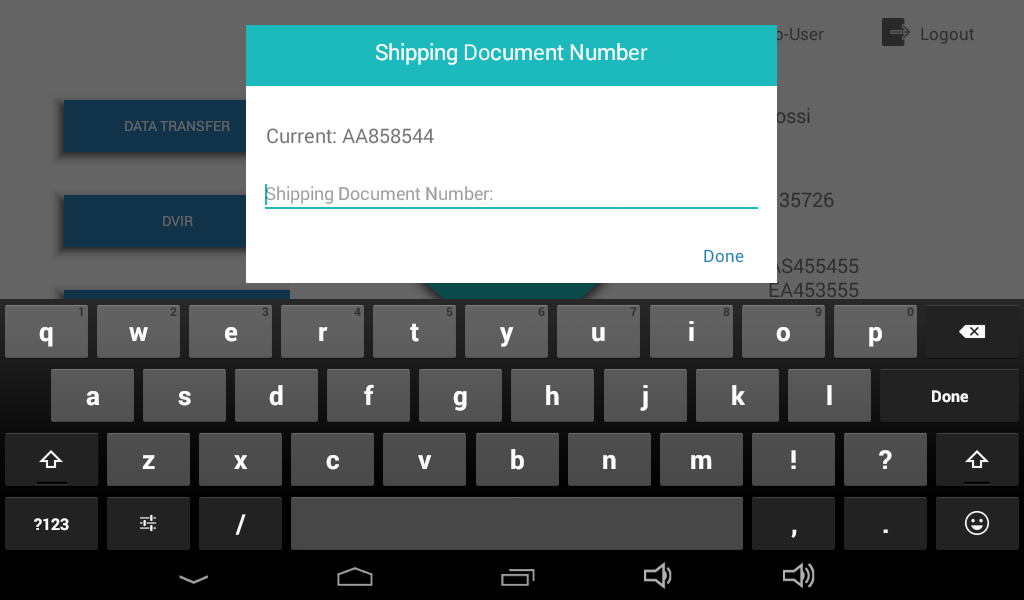 Shipping Document Number
-User
Logout
DATA TRANSFER
ossi
Current: AA858544
Shipping Document Number:
35726
DVIR
Done
S455455
EA453555
1 2 3 4 5 6 7 8 9 0
q w e r t y u i o p
a s d f g h j k l Done
z x c v b n m ! ?
?123 / , .